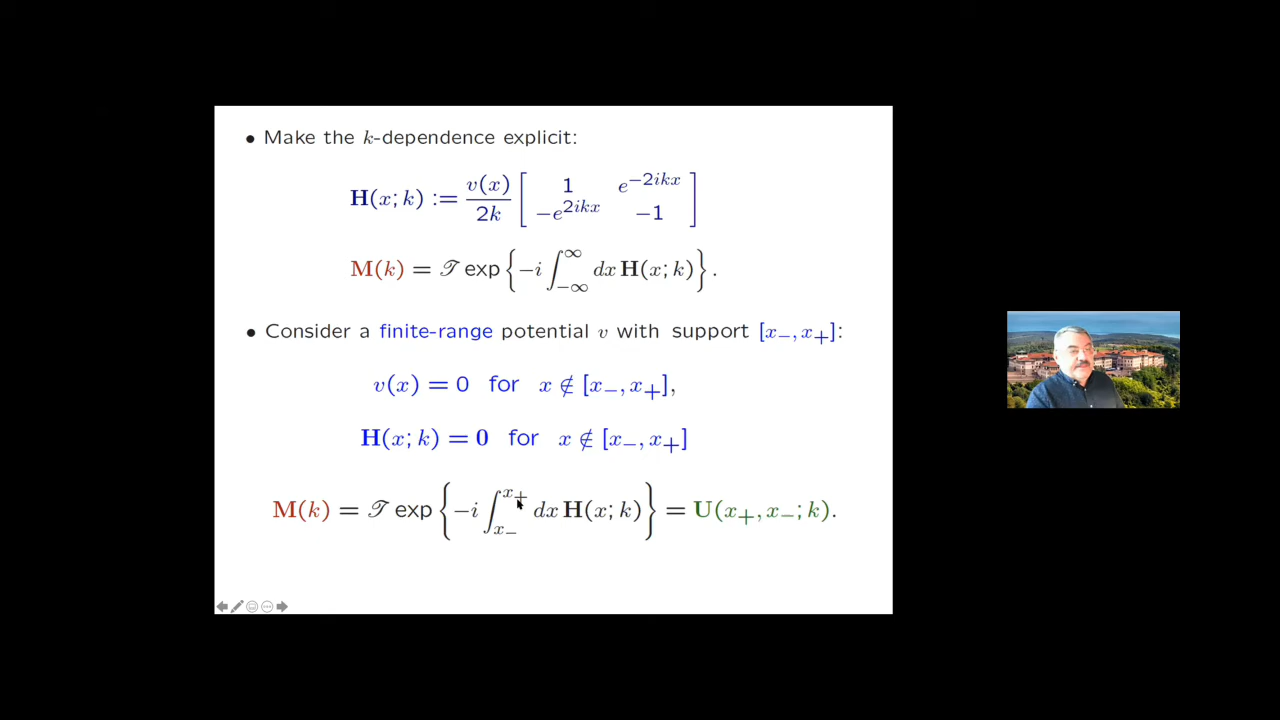 • Make the k-dependence explicit:
H(x; k) := v(x)/2k [ 1 e^{-2ikx} ; -e^{2ikx} -1 ]
M(k) = 𝒯 exp{ -i ∫_{-∞}^{∞} dx H(x; k) } .
• Consider a finite-range potential v with support [x₋, x₊]:
v(x) = 0 for x ∉ [x₋, x₊],
H(x; k) = 0 for x ∉ [x₋, x₊]
M(k) = 𝒯 exp{ -i ∫_{x₋}^{x₊} dx H(x; k) } = U(x₊, x₋; k).